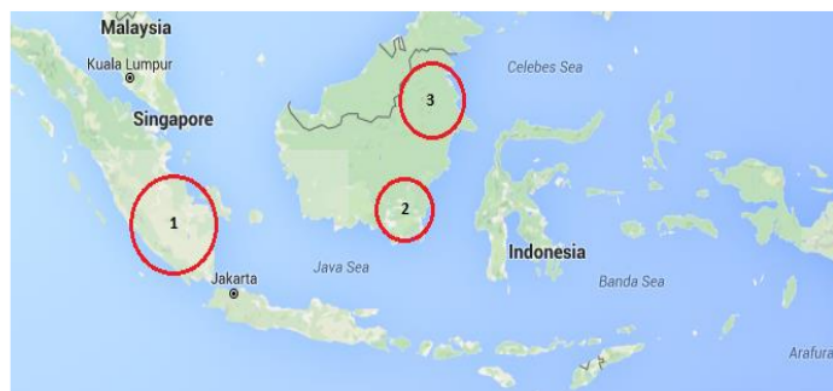 Malaysia
Kuala Lumpur
Celebes Sea
3
Singapore
1
2
Indonesia
Java Sea
Jakarta
Banda Sea
Arafura